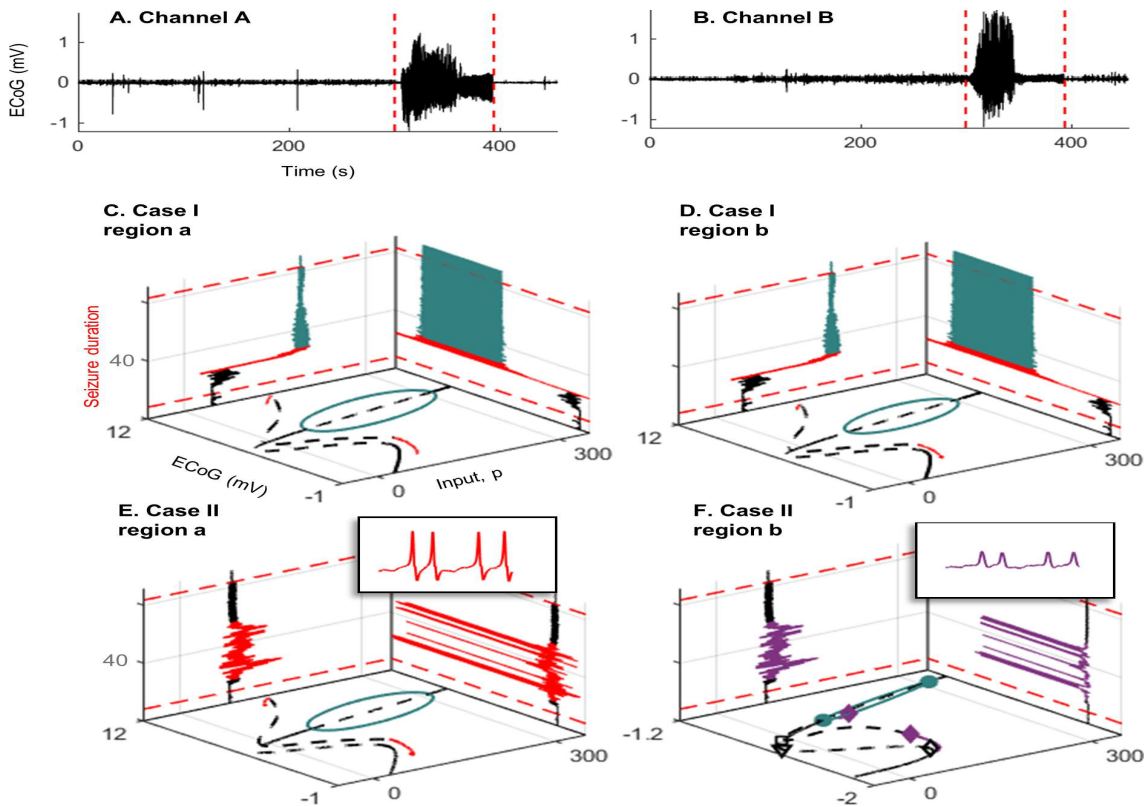 A. Channel A
B. Channel B
ECoG (mV)
1
0
-1
0
200
400
Time (s)
1
0
-1
0
200
400
C. Case I
region a
D. Case I
region b
Seizure duration
40
12
ECoG (mV)
-1
0
Input, p
300
12
-1
0
300
E. Case II
region a
F. Case II
region b
40
12
-1
0
300
-1.2
-2
0
300